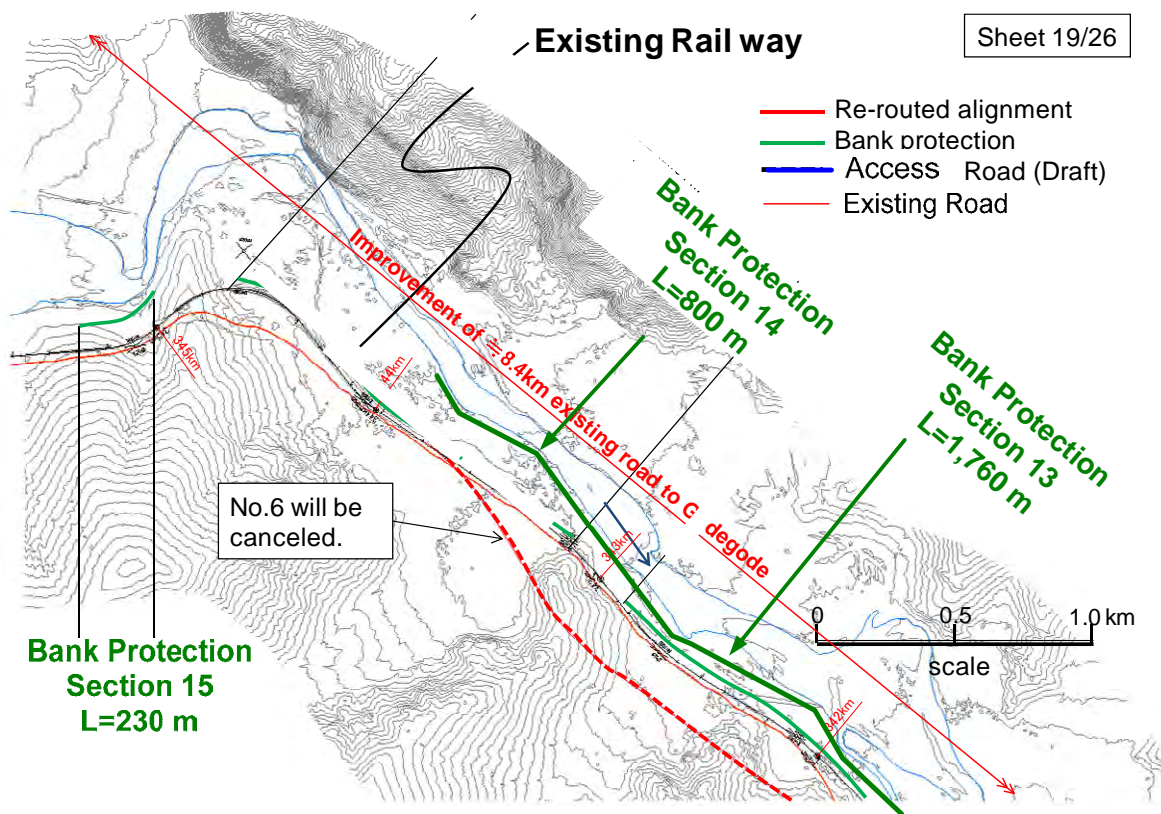 Existing Rail way
Sheet 19/26
Re-routed alignment
Bank protection
Access Road (Draft)
Existing Road
Bank Protection
Section 14
L=800 m
Bank Protection
Section 13
L=1,760 m
Improvement of ≒ 8.4km existing road to G degode
345km
44km
No.6 will be
canceled.
342km
0 0.5 1.0 km
scale
Bank Protection
Section 15
L=230 m